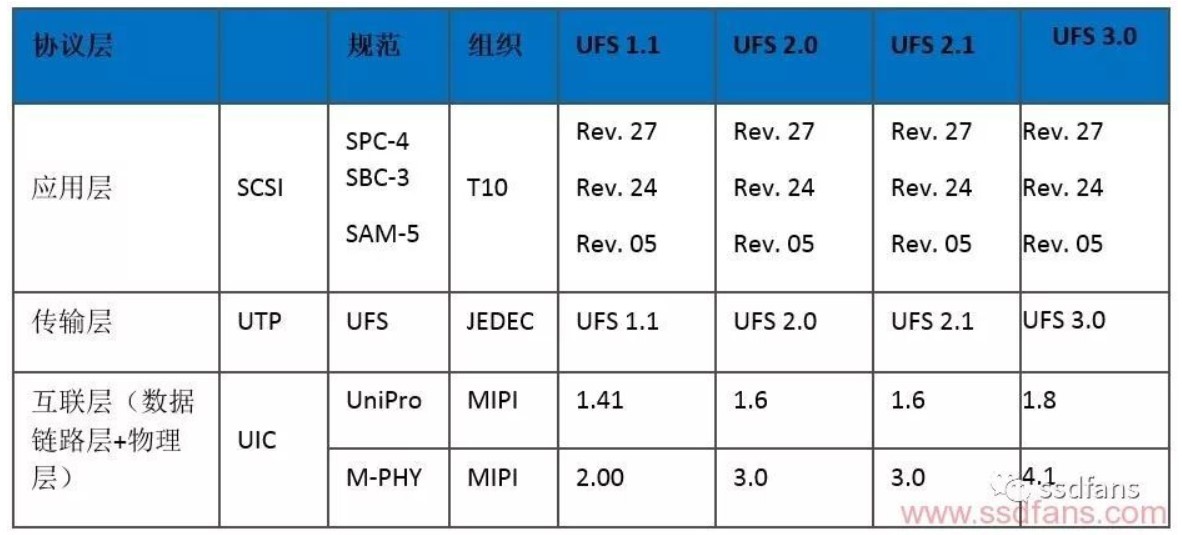 协议层 规范 组织 UFS 1.1 UFS 2.0 UFS 2.1 UFS 3.0
SPC-4 Rev. 27 Rev. 27 Rev. 27 Rev. 27
应用层 SCSI SBC-3 T10 Rev. 24 Rev. 24 Rev. 24 Rev. 24
SAM-5 Rev. 05 Rev. 05 Rev. 05 Rev. 05
传输层 UTP UFS JEDEC UFS 1.1 UFS 2.0 UFS 2.1 UFS 3.0
互联层（数据 UniPro MIPI 1.41 1.6 1.6 1.8
链路层+物理 UIC
层） M-PHY MIPI 2.00 3.0 3.0 4.1
ssdfans
www.ssdfans.com